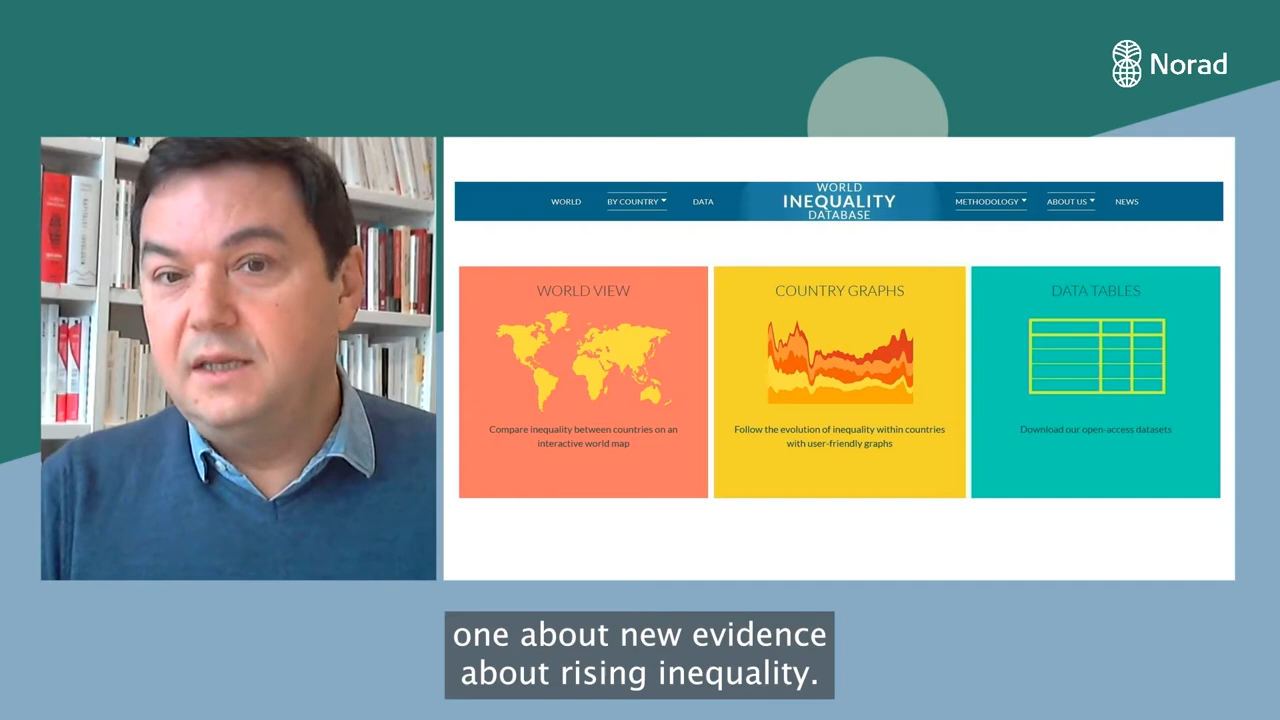 Norad
WORLD
BY COUNTRY
DATA
WORLD
INEQUALITY
DATABASE
METHODOLOGY
ABOUT US
NEWS
WORLD VIEW
Compare inequality between countries on an
interactive world map
COUNTRY GRAPHS
Follow the evolution of inequality within countries
with user-friendly graphs
DATA TABLES
Download our open-access datasets
one about new evidence
about rising inequality.